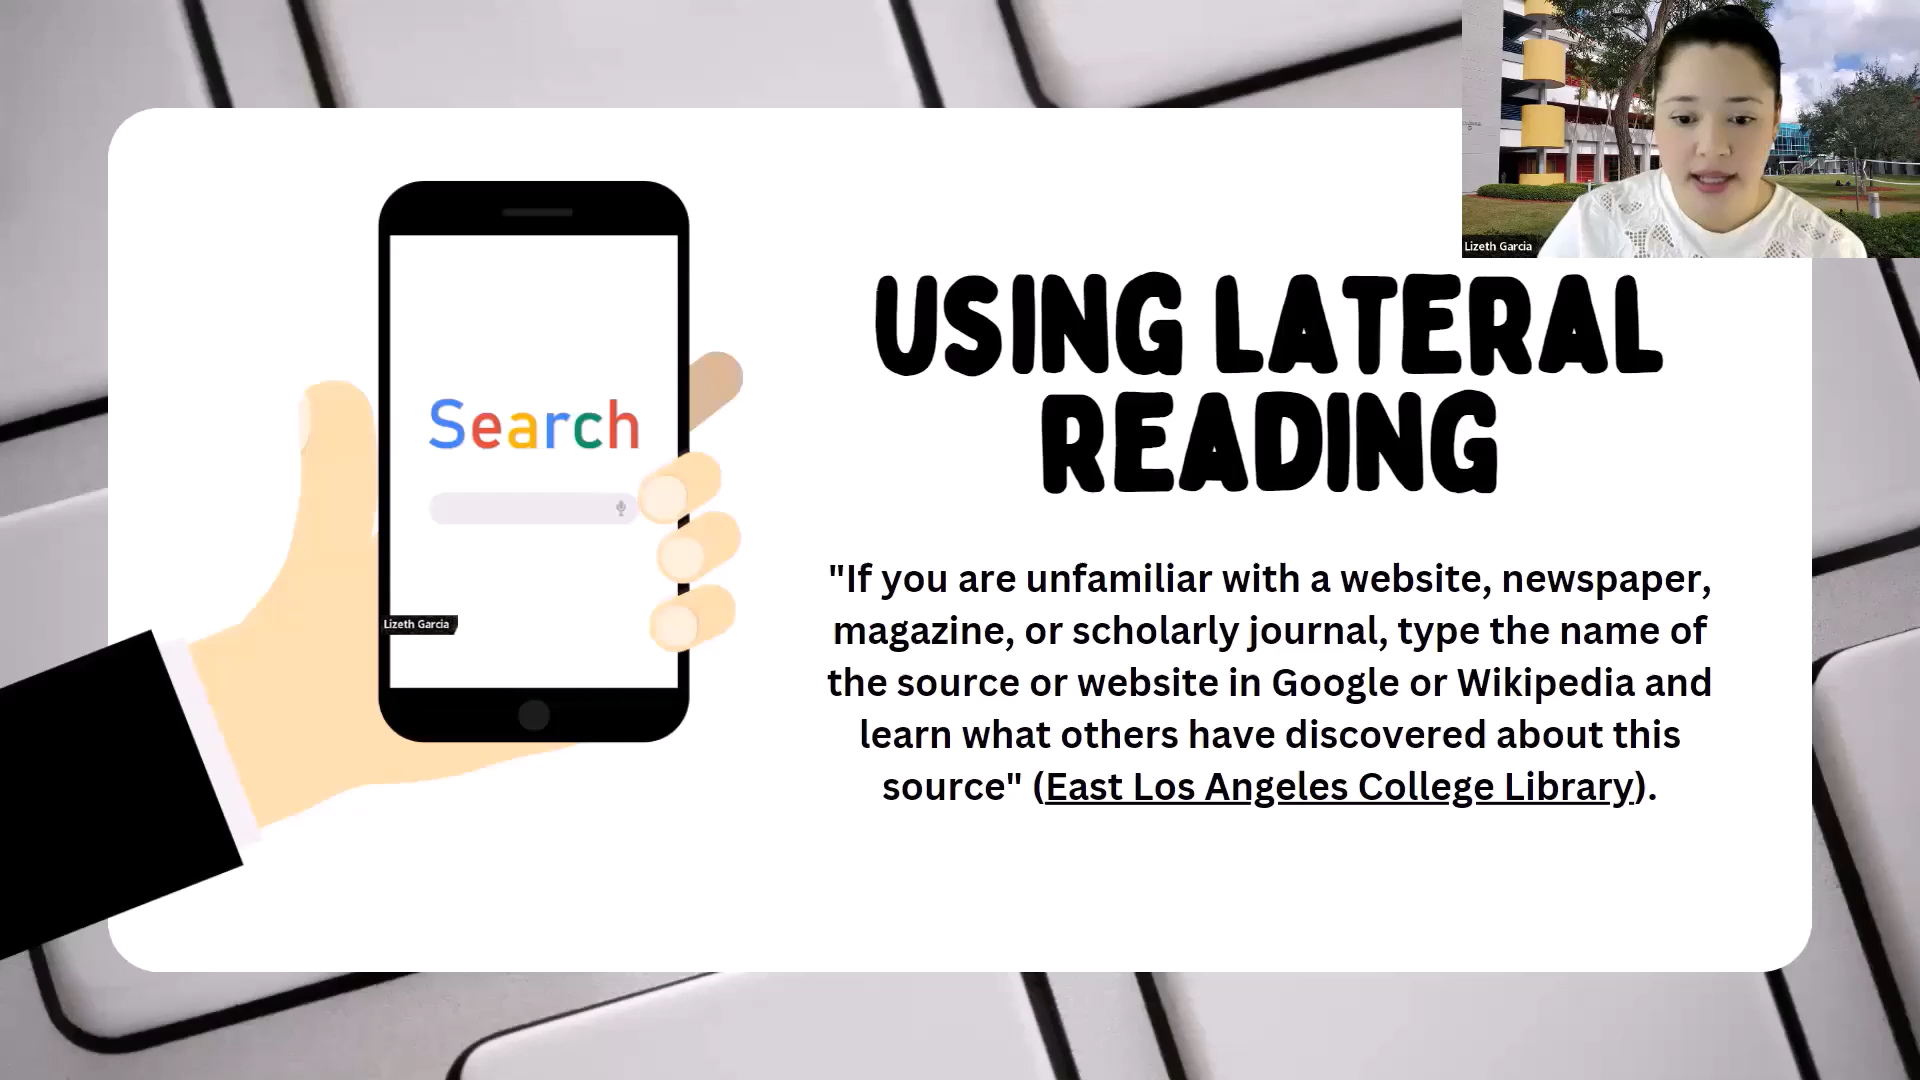 Lizeth Garcia
USING LATERAL
READING
Search
"If you are unfamiliar with a website, newspaper,
magazine, or scholarly journal, type the name of
the source or website in Google or Wikipedia and
learn what others have discovered about this
source" (East Los Angeles College Library).
Lizeth Garcia